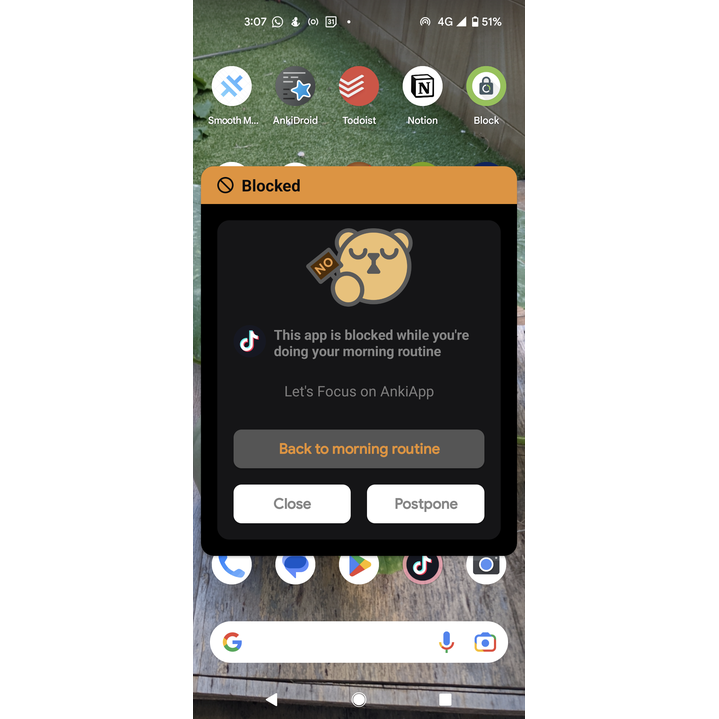 3:07
31
4G
51%
Smooth M...
AnkiDroid
Todoist
Notion
Block
Blocked
NO
This app is blocked while you're
doing your morning routine
Let's Focus on AnkiApp
Back to morning routine
Close
Postpone